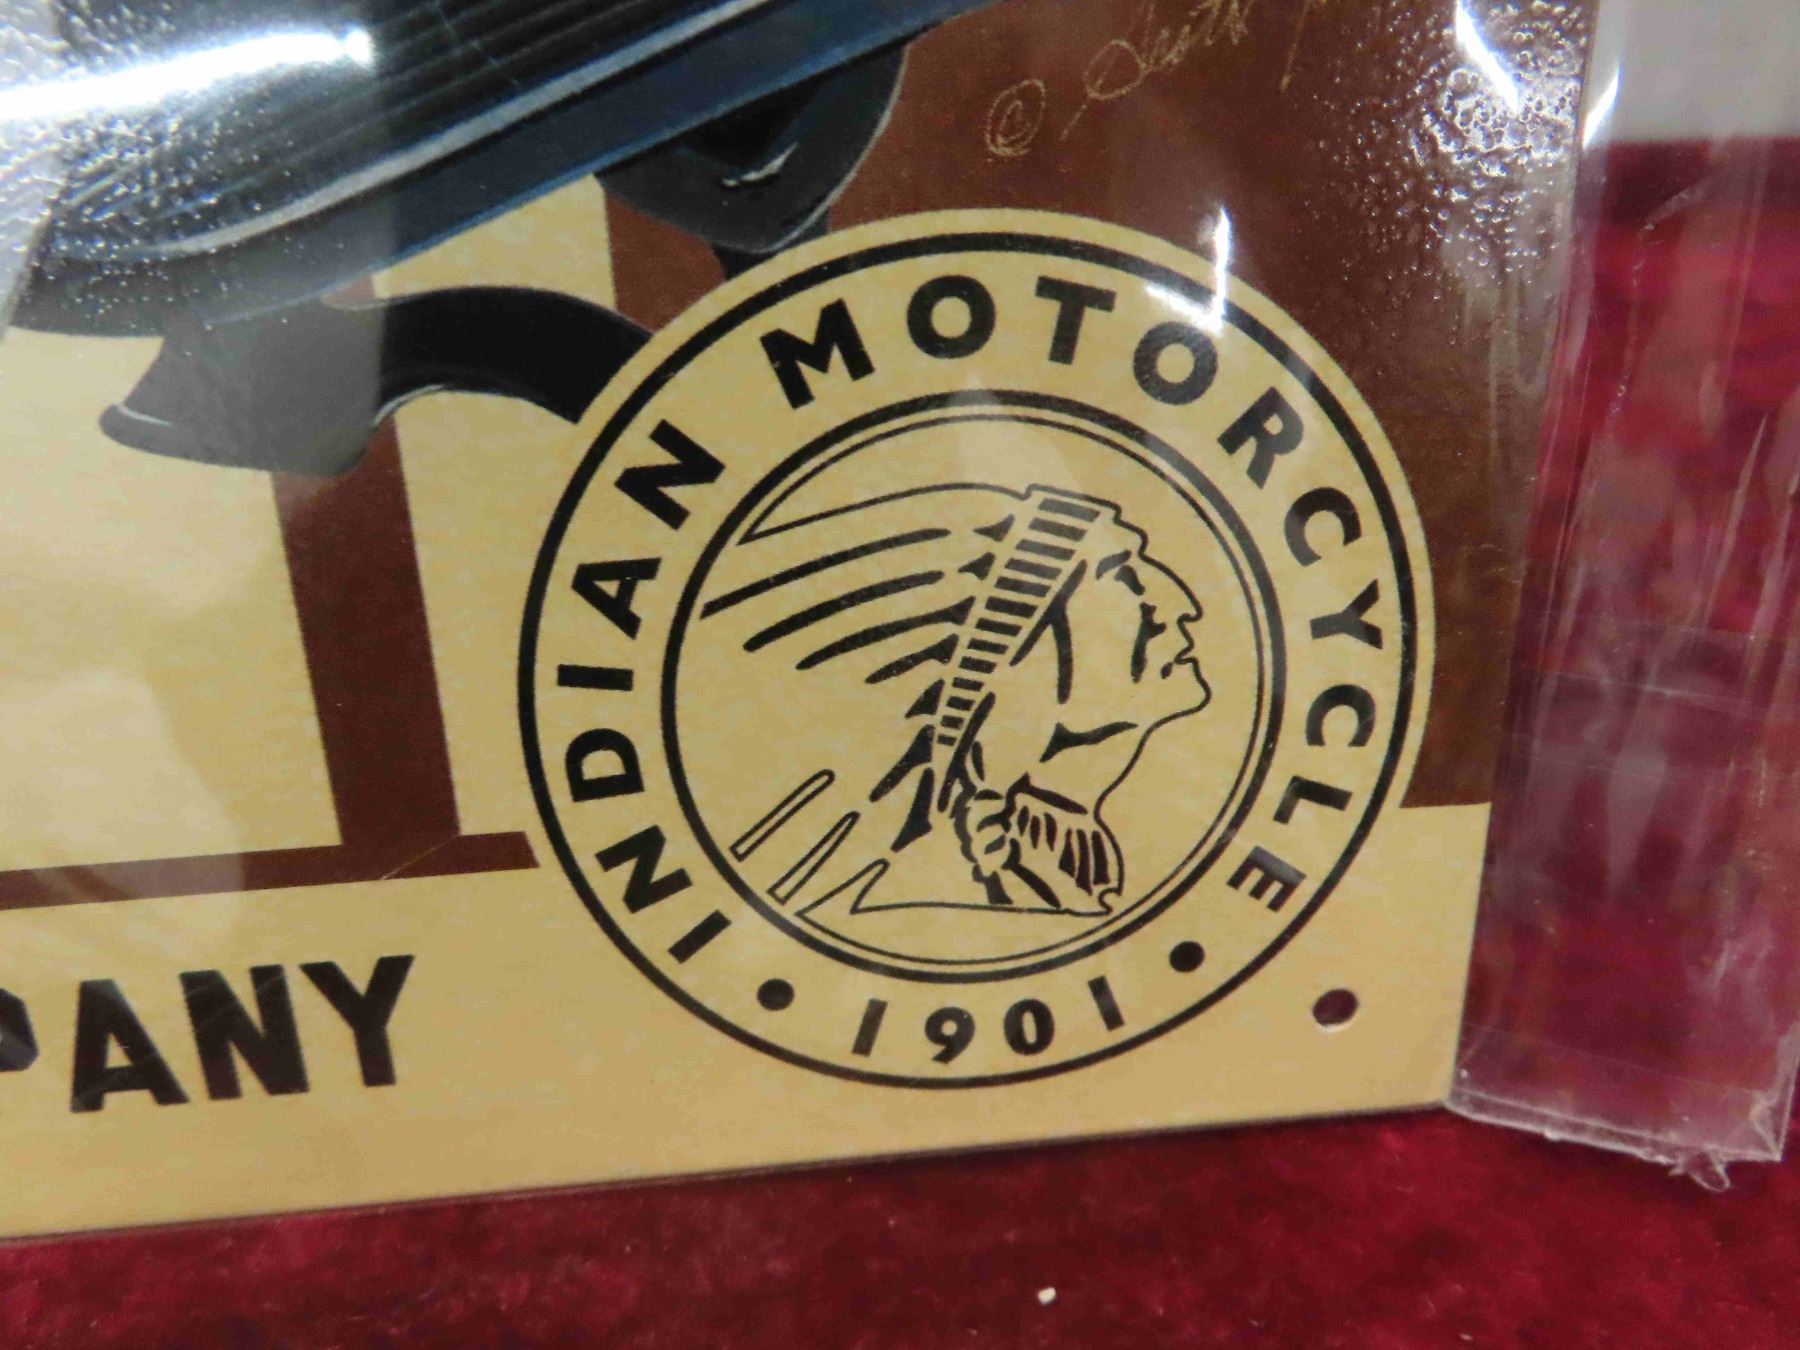 ©
INDIAN MOTORCYCLE
• 1901 •
PANY